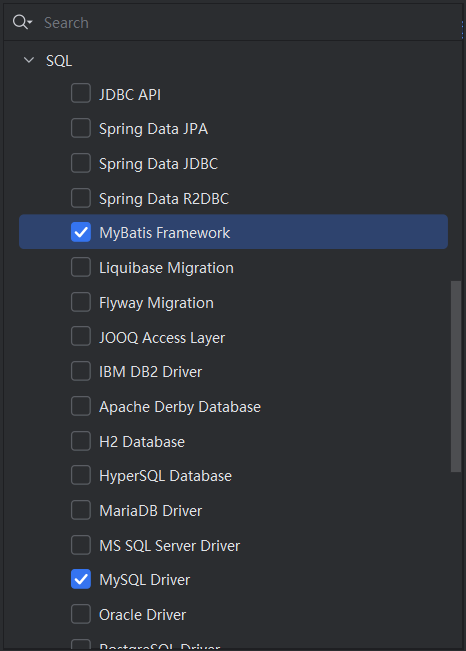 Search
SQL
JDBC API
Spring Data JPA
Spring Data JDBC
Spring Data R2DBC
MyBatis Framework
Liquibase Migration
Flyway Migration
JOOQ Access Layer
IBM DB2 Driver
Apache Derby Database
H2 Database
HyperSQL Database
MariaDB Driver
MS SQL Server Driver
MySQL Driver
Oracle Driver
PostgreSQL Driver